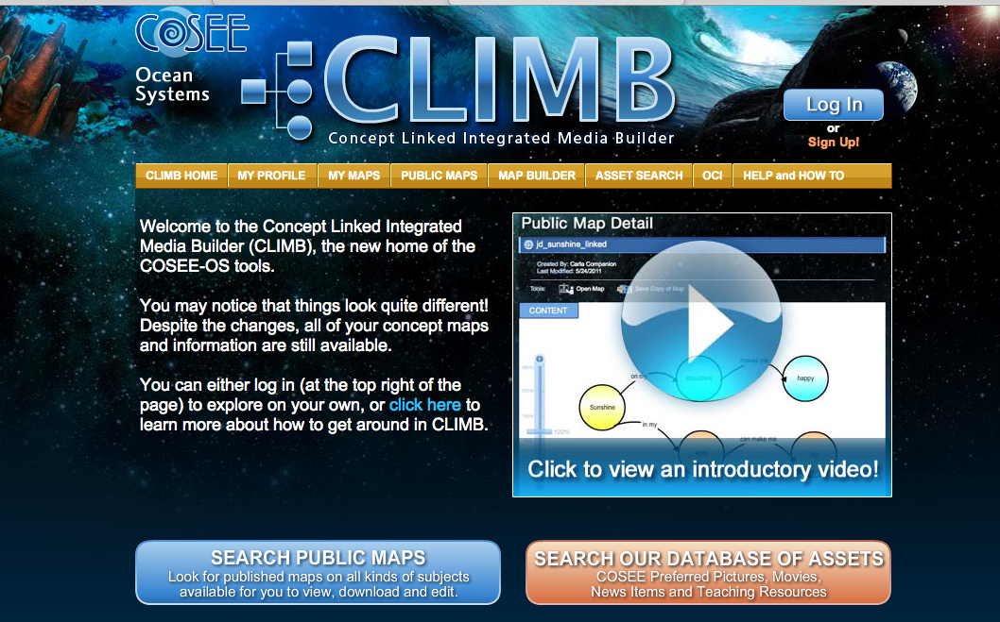 COSEE
Ocean
Systems
CLIMB
Concept Linked Integrated Media Builder
Log In
or
Sign Up!
CLIMB HOME
MY PROFILE
MY MAPS
PUBLIC MAPS
MAP BUILDER
ASSET SEARCH
OCI
HELP and HOW TO
Welcome to the Concept Linked Integrated
Media Builder (CLIMB), the new home of the
COSEE-OS tools.
You may notice that things look quite different!
Despite the changes, all of your concept maps
and information are still available.
You can either log in (at the top right of the
page) to explore on your own, or click here to
learn more about how to get around in CLIMB.
Public Map Detail
jd_sunshine_linked
Created By: Carla Companion
Last Modified: 5/24/2011
Tools: Open Map Save Copy of Map
CONTENT
120%
Sunshine
on my
shoulders
makes me
happy
in my
can make me
Click to view an introductory video!
SEARCH PUBLIC MAPS
Look for published maps on all kinds of subjects
available for you to view, download and edit.
SEARCH OUR DATABASE OF ASSETS
COSEE Preferred Pictures, Movies,
News Items and Teaching Resources